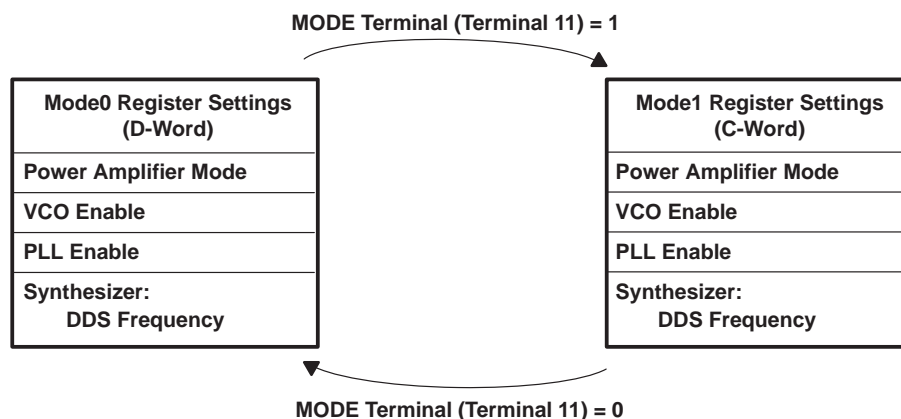 MODE Terminal (Terminal 11) = 1
Mode0 Register Settings
(D-Word)
Power Amplifier Mode
VCO Enable
PLL Enable
Synthesizer:
DDS Frequency
Mode1 Register Settings
(C-Word)
Power Amplifier Mode
VCO Enable
PLL Enable
Synthesizer:
DDS Frequency
MODE Terminal (Terminal 11) = 0